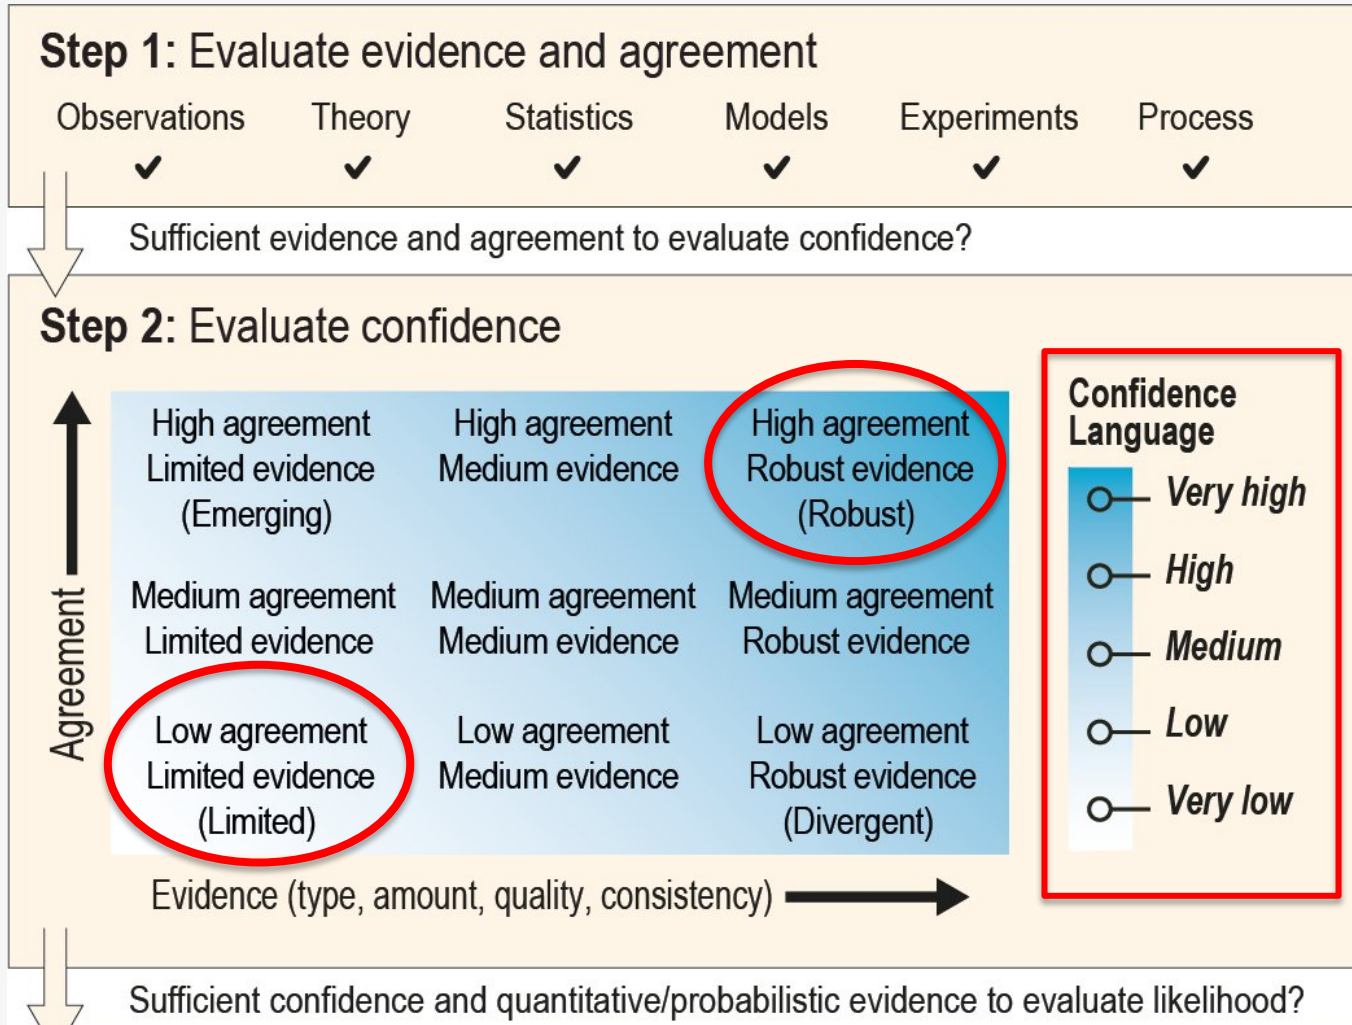 Step 1: Evaluate evidence and agreement
Observations Theory Statistics Models Experiments Process
Sufficient evidence and agreement to evaluate confidence?
Step 2: Evaluate confidence
Agreement
High agreement
Limited evidence
(Emerging)
High agreement
Medium evidence
High agreement
Robust evidence
(Robust)
Medium agreement
Limited evidence
Medium agreement
Medium evidence
Medium agreement
Robust evidence
Low agreement
Limited evidence
(Limited)
Low agreement
Medium evidence
Low agreement
Robust evidence
(Divergent)
Evidence (type, amount, quality, consistency)
Confidence
Language
Very high
High
Medium
Low
Very low
Sufficient confidence and quantitative/probabilistic evidence to evaluate likelihood?